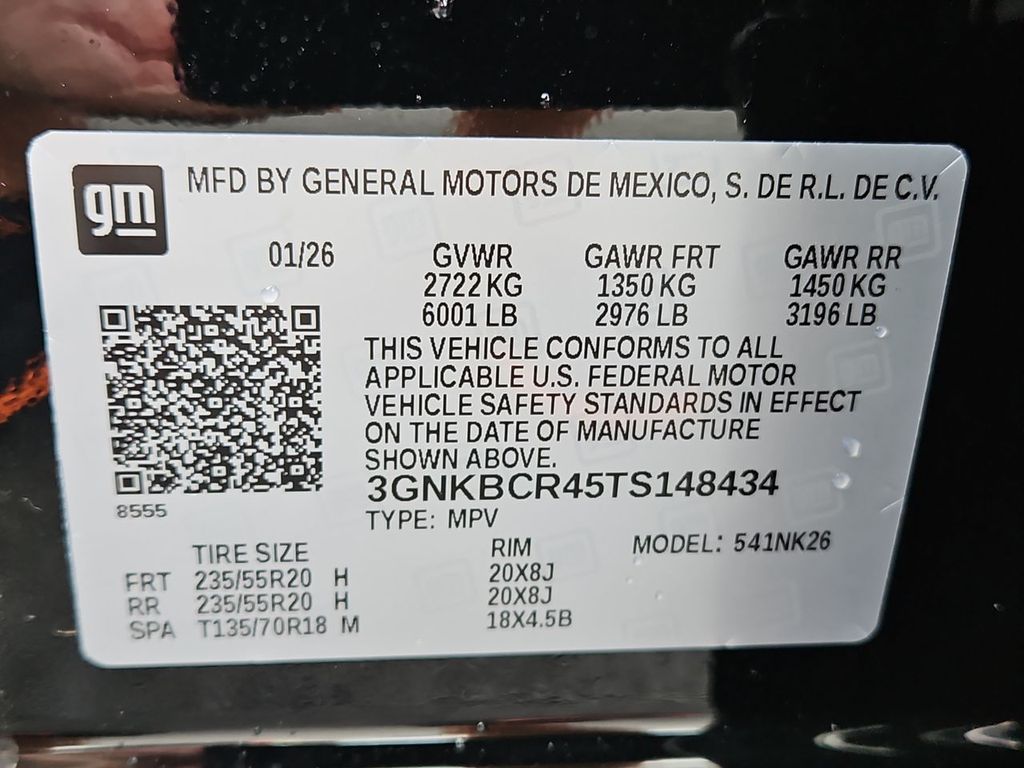 gm
MFD BY GENERAL MOTORS DE MEXICO, S. DE R.L. DE C.V.
01/26 GVWR GAWR FRT GAWR RR
2722 KG 1350 KG 1450 KG
6001 LB 2976 LB 3196 LB
THIS VEHICLE CONFORMS TO ALL
APPLICABLE U.S. FEDERAL MOTOR
VEHICLE SAFETY STANDARDS IN EFFECT
ON THE DATE OF MANUFACTURE
SHOWN ABOVE.
3GNKBCR45TS148434
8555
TYPE: MPV
TIRE SIZE RIM MODEL: 541NK26
FRT 235/55R20 H 20X8J
RR 235/55R20 H 20X8J
SPA T135/70R18 M 18X4.5B